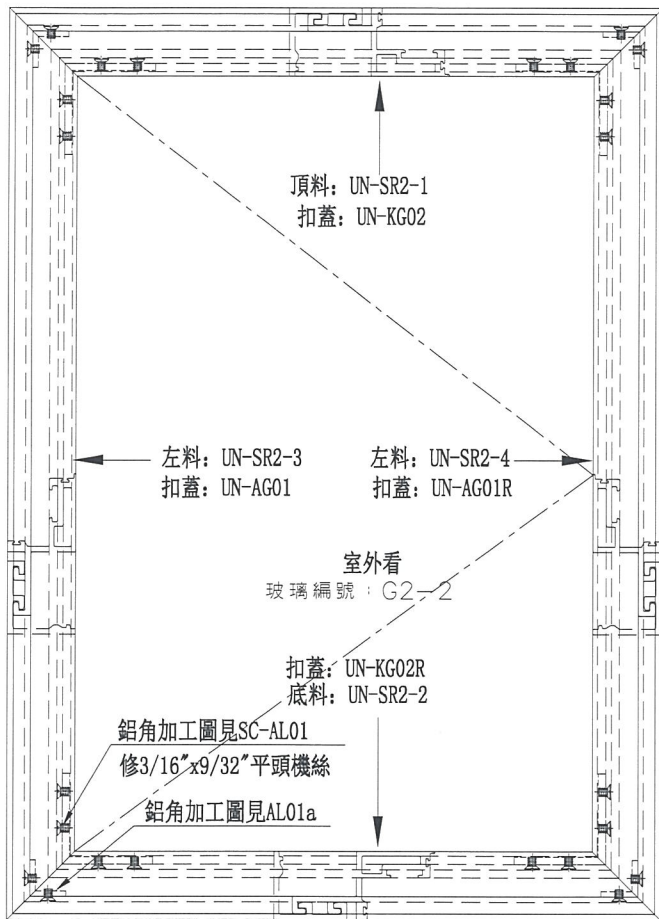 頂料: UN-SR2-1
扣蓋: UN-KG02
左料: UN-SR2-3
扣蓋: UN-AG01
左料: UN-SR2-4
扣蓋: UN-AG01R
室外看
玻璃編號：G2-2
扣蓋: UN-KG02R
底料: UN-SR2-2
鋁角加工圖見SC-AL01
修3/16"x9/32"平頭機絲
鋁角加工圖見AL01a